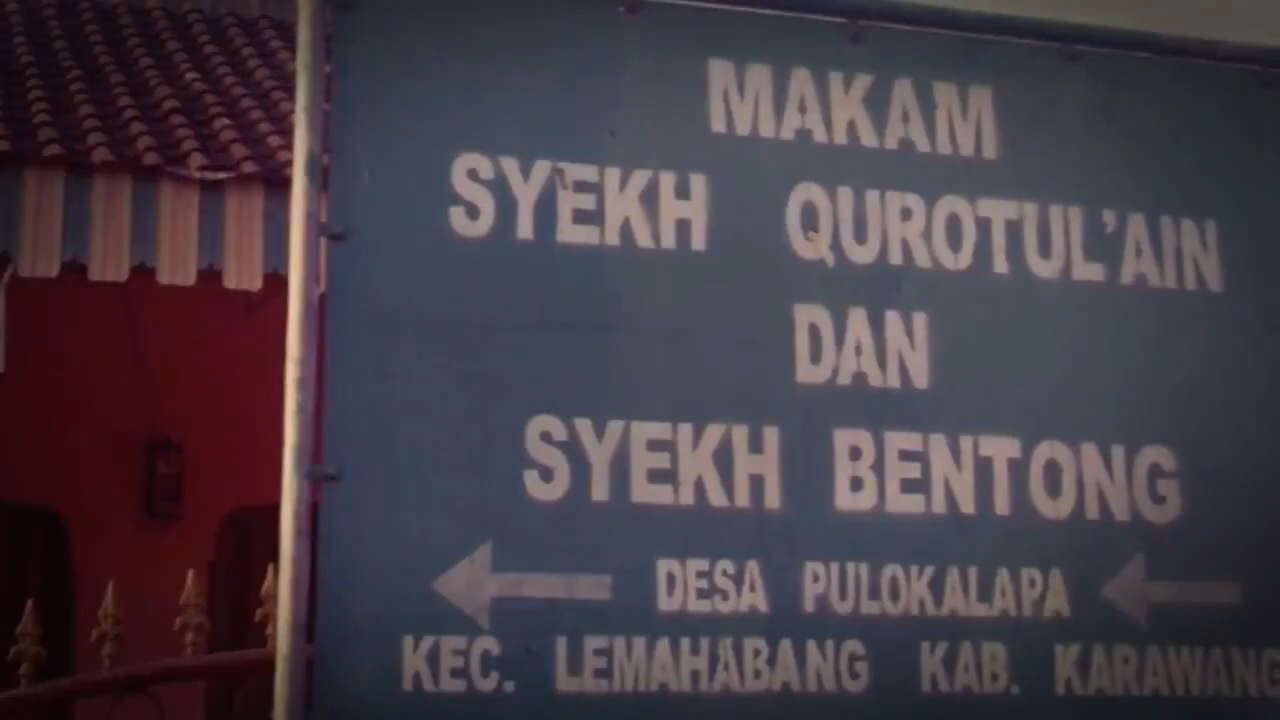 MAKAM
SYEKH QUROTUL'AIN
DAN
SYEKH BENTONG
DESA PULOKALAPA
KEC. LEMAHABANG KAB. KARAWANG